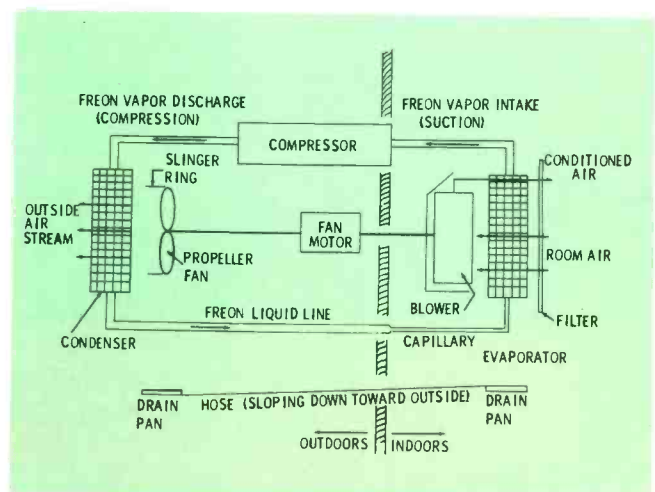 FREON VAPOR DISCHARGE
(COMPRESSION)
COMPRESSOR
FREON VAPOR INTAKE
(SUCTION)
SLINGER
RING
CONDITIONED
AIR
OUTSIDE
AIR
STREAM
FAN
MOTOR
PROPELLER
FAN
ROOM AIR
BLOWER
FREON LIQUID LINE
FILTER
CONDENSER
CAPILLARY
EVAPORATOR
DRAIN
PAN
HOSE (SLOPING DOWN TOWARD OUTSIDE)
DRAIN
PAN
OUTDOORS
INDOORS